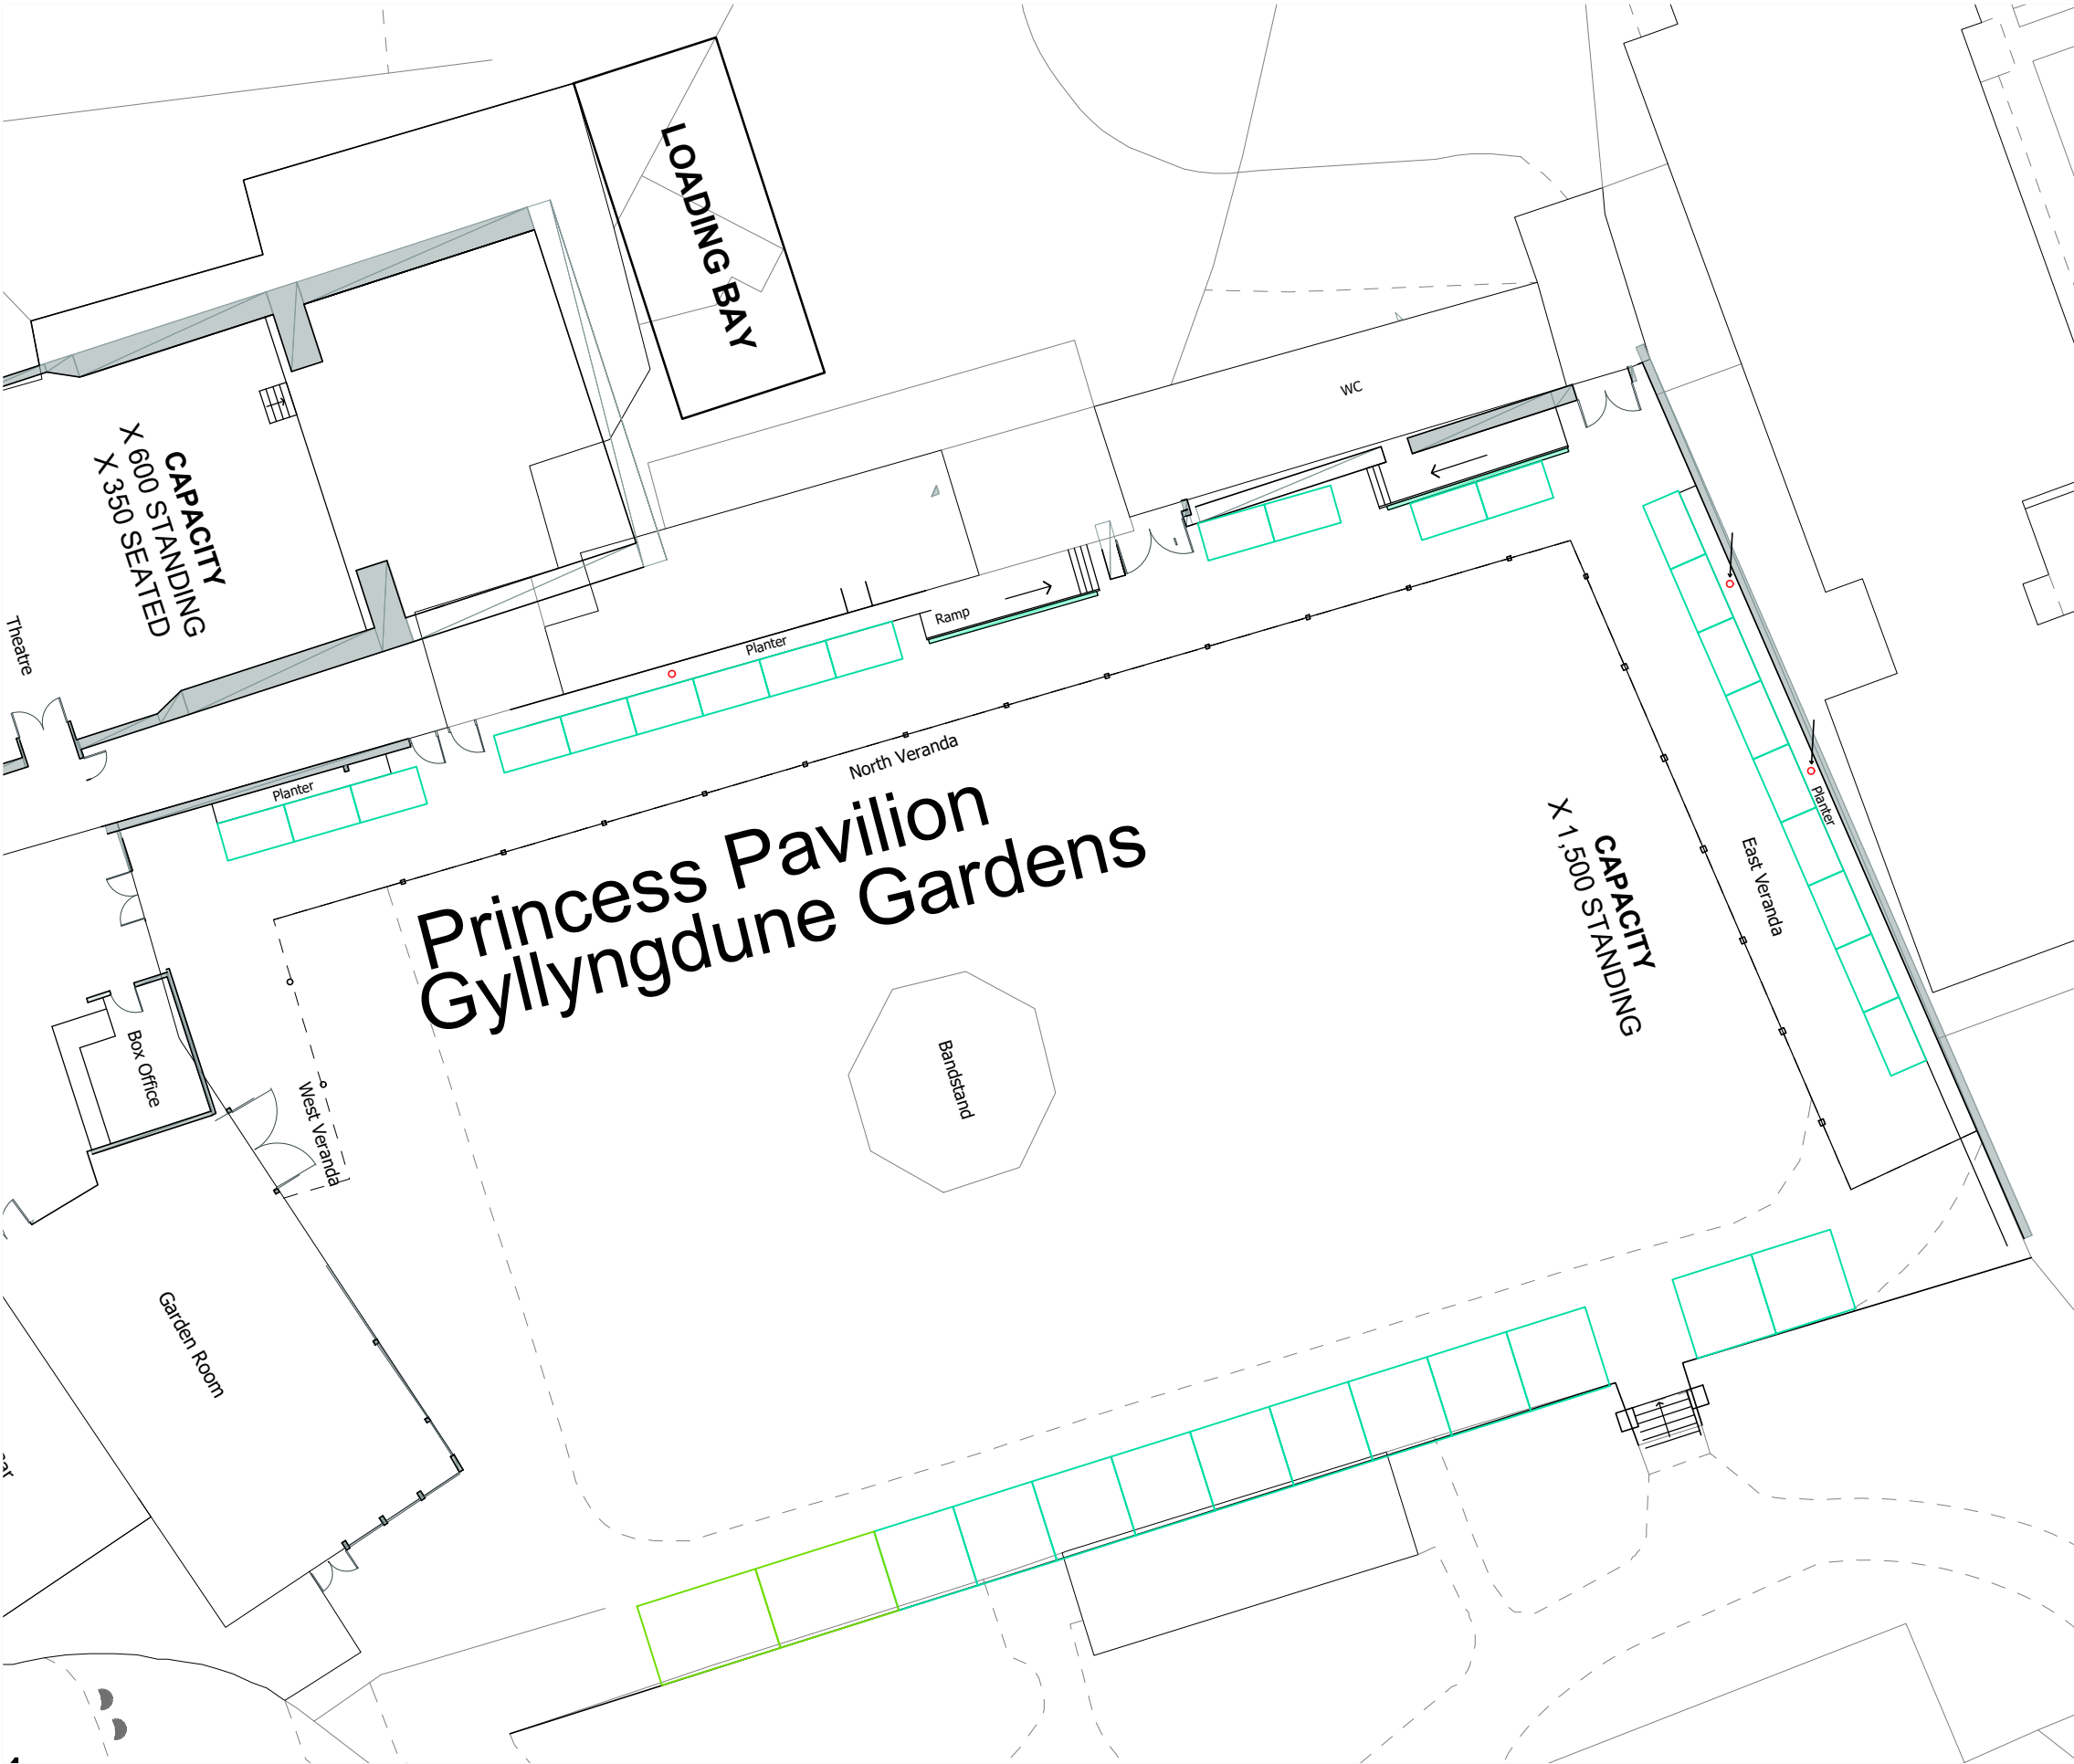 LOADING BAY
WC
CAPACITY
X 600 STANDING
X 350 SEATED
Theatre
Ramp
Planter
Planter
North Veranda
Princess Pavilion
Gyllyngdune Gardens
CAPACITY
X 1,500 STANDING
East Veranda
Planter
Box Office
West Veranda
Bandstand
Garden Room